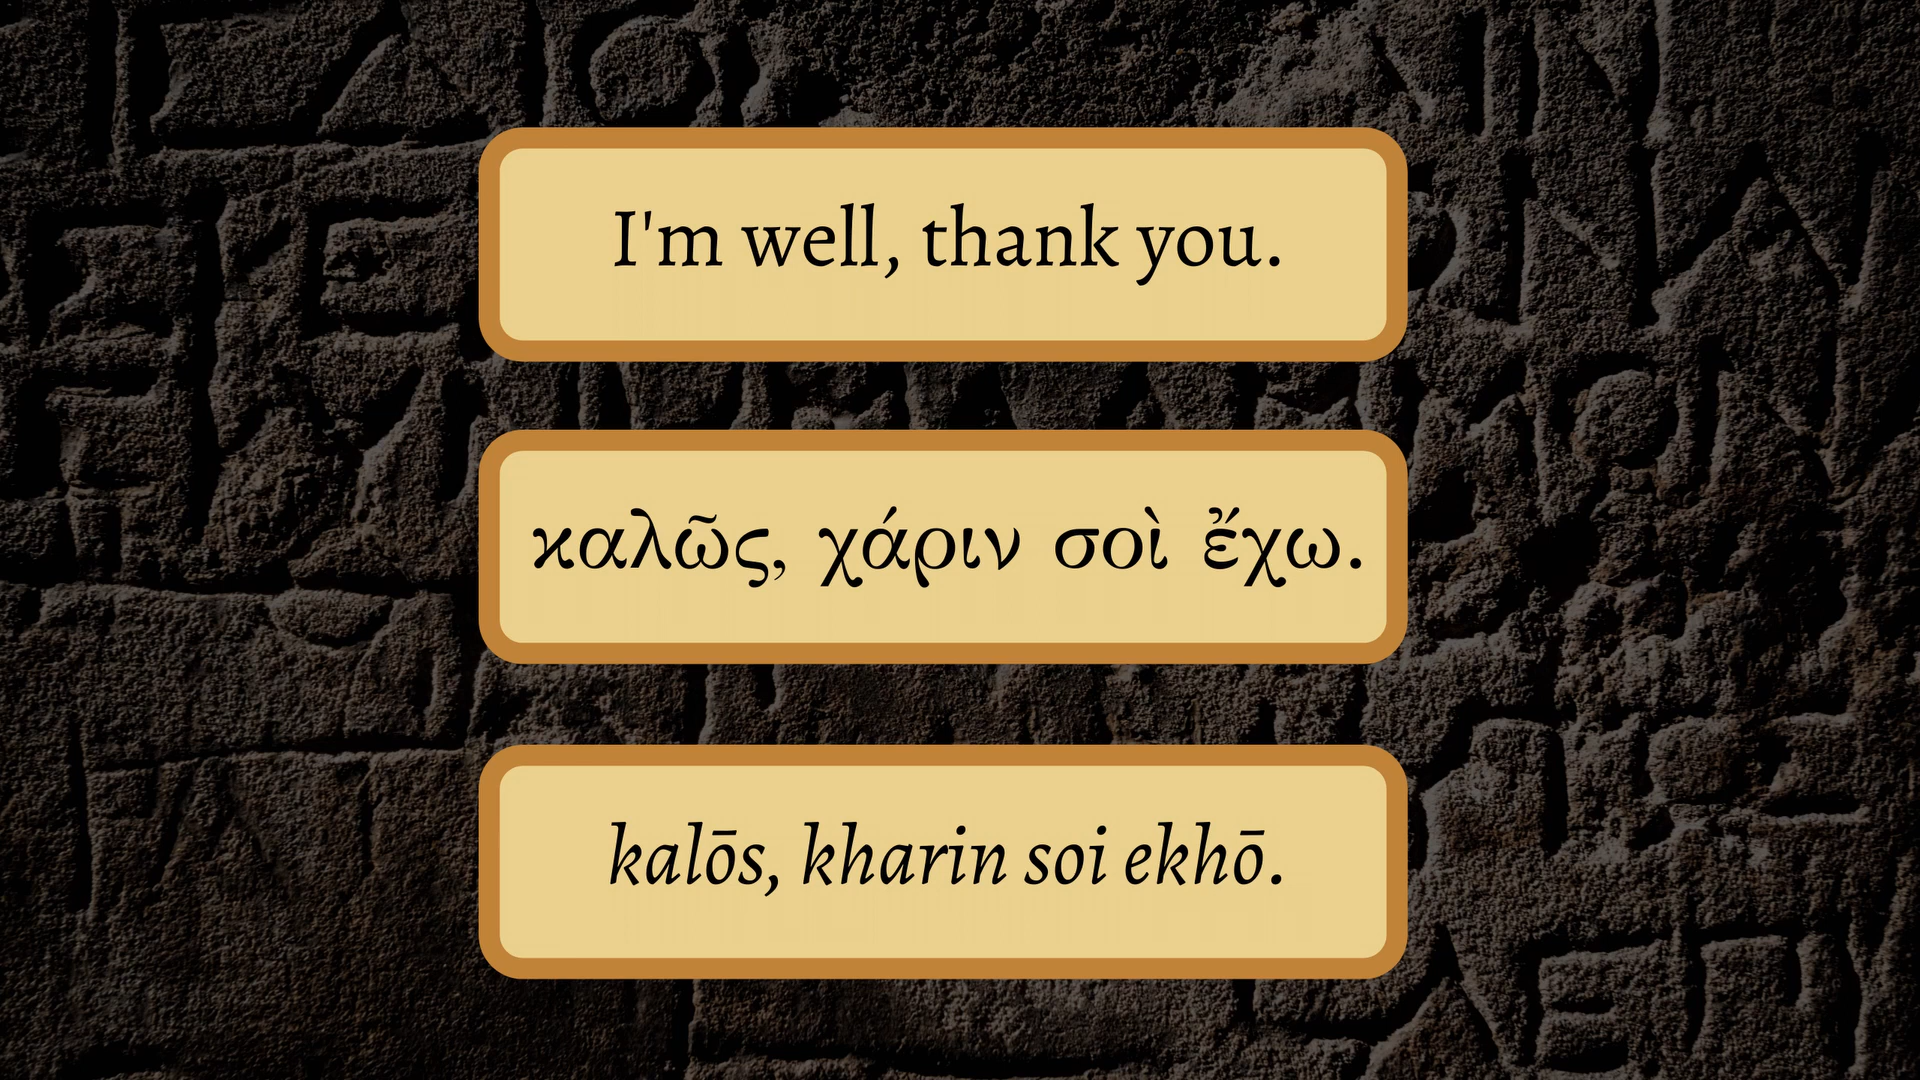 I'm well, thank you.
καλῶς, χάριν σοὶ ἔχω.
kalōs, kharin soi ekhō.